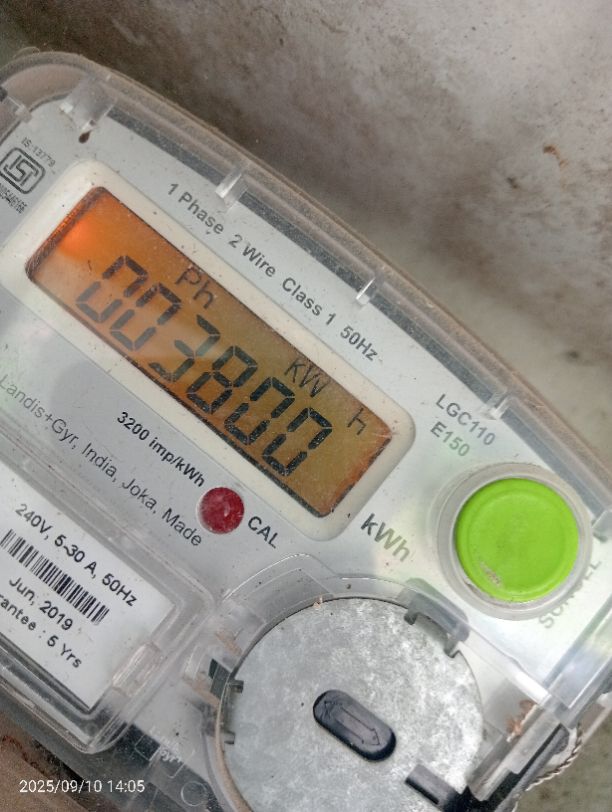 IS 13779
1 Phase 2 Wire Class 1 50Hz
Ph
003800
kW h
LGC110
E150
3200 imp/kWh
Landis+Gyr, India, Joka, Made
CAL
kWh
240V, 5-30 A, 50Hz
Jun, 2019
rantee : 5 Yrs
2025/09/10 14:05